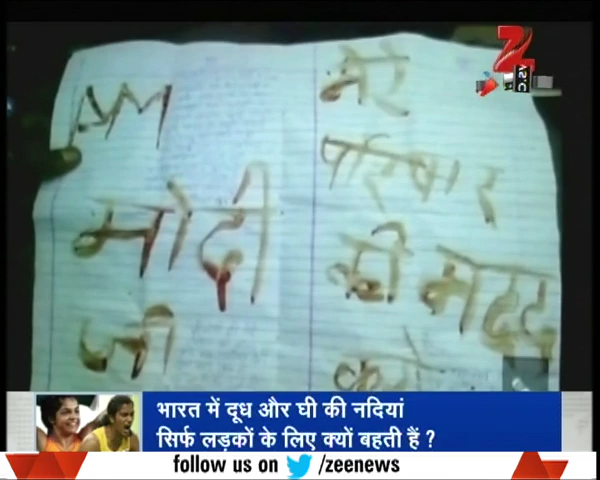 PM
मोदी
जी
मेरे
परिवार
की मदद
भारत में दूध और घी की नदियां
सिर्फ लड़कों के लिए क्यों बहती हैं ?
follow us on /zeenews